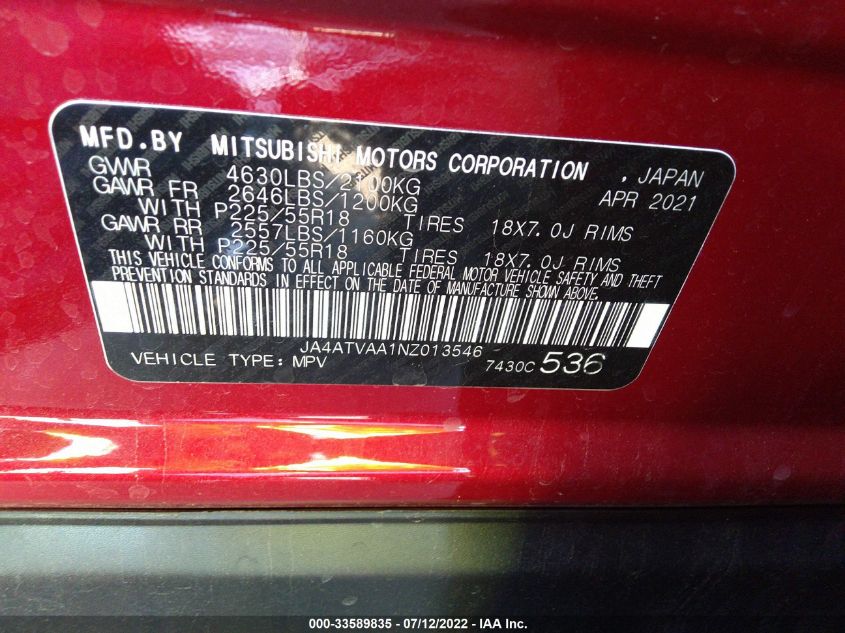 MFD.BY MITSUBISHI MOTORS CORPORATION , JAPAN
GVWR 4630LBS/2100KG APR 2021
GAWR FR 2646LBS/1200KG
WITH P225/55R18 TIRES 18X7.0J RIMS
GAWR RR 2557LBS/1160KG
WITH P225/55R18 TIRES 18X7.0J RIMS
THIS VEHICLE CONFORMS TO ALL APPLICABLE FEDERAL MOTOR VEHICLE SAFETY AND THEFT
PREVENTION STANDARDS IN EFFECT ON THE DATE OF MANUFACTURE SHOWN ABOVE.
JA4ATVAA1NZ013546
VEHICLE TYPE: MPV 7430C 536
000-33589835 - 07/12/2022 - IAA Inc.